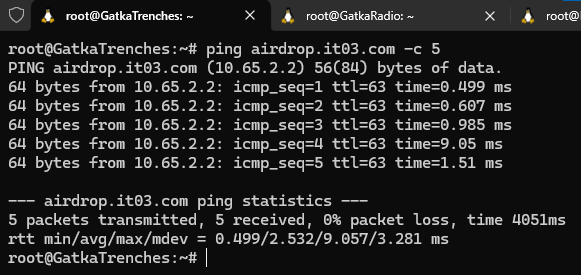 root@GatkaTrenches: ~
root@GatkaRadio: ~
root@Gatka
root@GatkaTrenches:~# ping airdrop.it03.com -c 5
PING airdrop.it03.com (10.65.2.2) 56(84) bytes of data.
64 bytes from 10.65.2.2: icmp_seq=1 ttl=63 time=0.499 ms
64 bytes from 10.65.2.2: icmp_seq=2 ttl=63 time=0.607 ms
64 bytes from 10.65.2.2: icmp_seq=3 ttl=63 time=0.985 ms
64 bytes from 10.65.2.2: icmp_seq=4 ttl=63 time=9.05 ms
64 bytes from 10.65.2.2: icmp_seq=5 ttl=63 time=1.51 ms
--- airdrop.it03.com ping statistics ---
5 packets transmitted, 5 received, 0% packet loss, time 4051ms
rtt min/avg/max/mdev = 0.499/2.532/9.057/3.281 ms
root@GatkaTrenches:~#